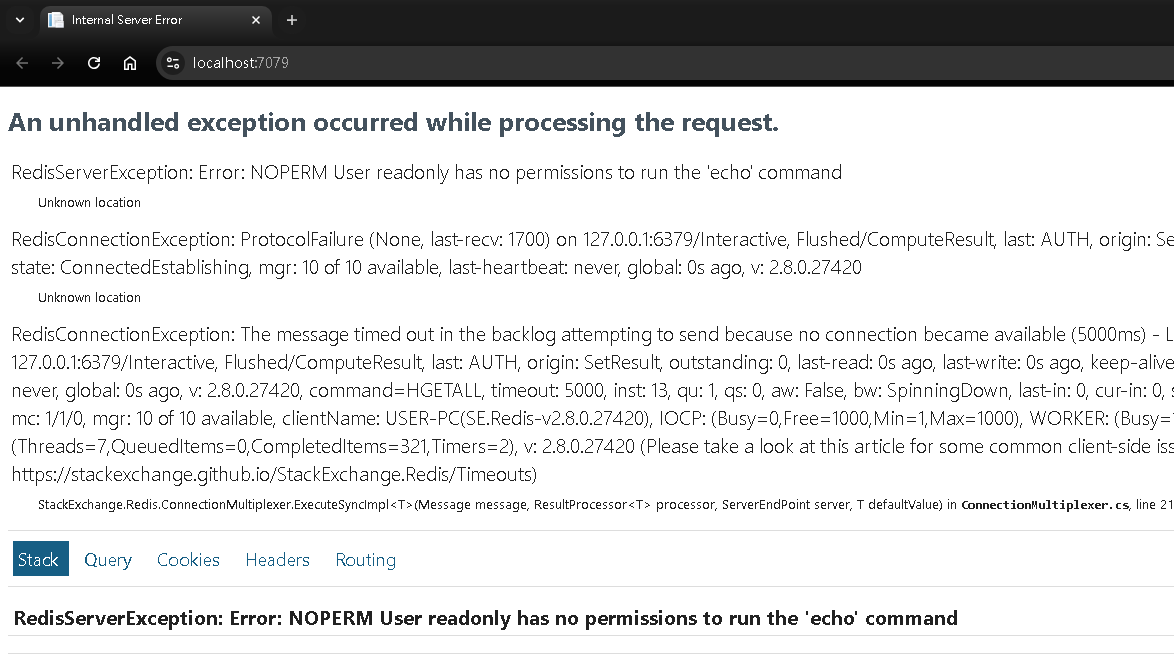 Internal Server Error
localhost:7079
An unhandled exception occurred while processing the request.
RedisServerException: Error: NOPERM User readonly has no permissions to run the 'echo' command
Unknown location
RedisConnectionException: ProtocolFailure (None, last-recv: 1700) on 127.0.0.1:6379/Interactive, Flushed/ComputeResult, last: AUTH, origin: Se
state: ConnectedEstablishing, mgr: 10 of 10 available, last-heartbeat: never, global: 0s ago, v: 2.8.0.27420
Unknown location
RedisConnectionException: The message timed out in the backlog attempting to send because no connection became available (5000ms) - L
127.0.0.1:6379/Interactive, Flushed/ComputeResult, last: AUTH, origin: SetResult, outstanding: 0, last-read: 0s ago, last-write: 0s ago, keep-alive
never, global: 0s ago, v: 2.8.0.27420, command=HGETALL, timeout: 5000, inst: 13, qu: 1, qs: 0, aw: False, bw: SpinningDown, last-in: 0, cur-in: 0, s
mc: 1/1/0, mgr: 10 of 10 available, clientName: USER-PC(SE.Redis-v2.8.0.27420), IOCP: (Busy=0,Free=1000,Min=1,Max=1000), WORKER: (Busy=
(Threads=7,QueuedItems=0,CompletedItems=321,Timers=2), v: 2.8.0.27420 (Please take a look at this article for some common client-side iss
https://stackexchange.github.io/StackExchange.Redis/Timeouts)
StackExchange.Redis.ConnectionMultiplexer.ExecuteSyncImpl<T>(Message message, ResultProcessor<T> processor, ServerEndPoint server, T defaultValue) in ConnectionMultiplexer.cs, line 21
Stack Query Cookies Headers Routing
RedisServerException: Error: NOPERM User readonly has no permissions to run the 'echo' command